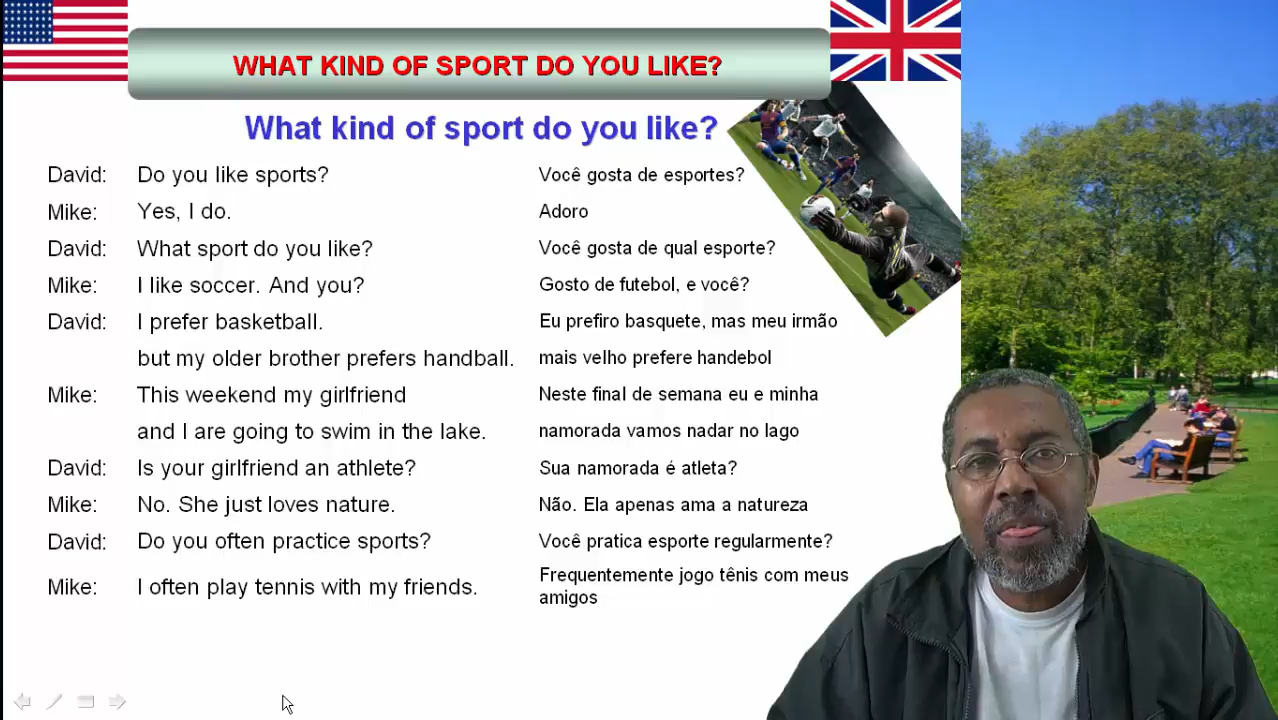 WHAT KIND OF SPORT DO YOU LIKE?
What kind of sport do you like?
David: Do you like sports? Você gosta de esportes?
Mike: Yes, I do. Adoro
David: What sport do you like? Você gosta de qual esporte?
Mike: I like soccer. And you? Gosto de futebol, e você?
David: I prefer basketball. Eu prefiro basquete, mas meu irmão
but my older brother prefers handball. mais velho prefere handebol
Mike: This weekend my girlfriend Neste final de semana eu e minha
and I are going to swim in the lake. namorada vamos nadar no lago
David: Is your girlfriend an athlete? Sua namorada é atleta?
Mike: No. She just loves nature. Não. Ela apenas ama a natureza
David: Do you often practice sports? Você pratica esporte regularmente?
Mike: I often play tennis with my friends. Frequentemente jogo tênis com meus
amigos